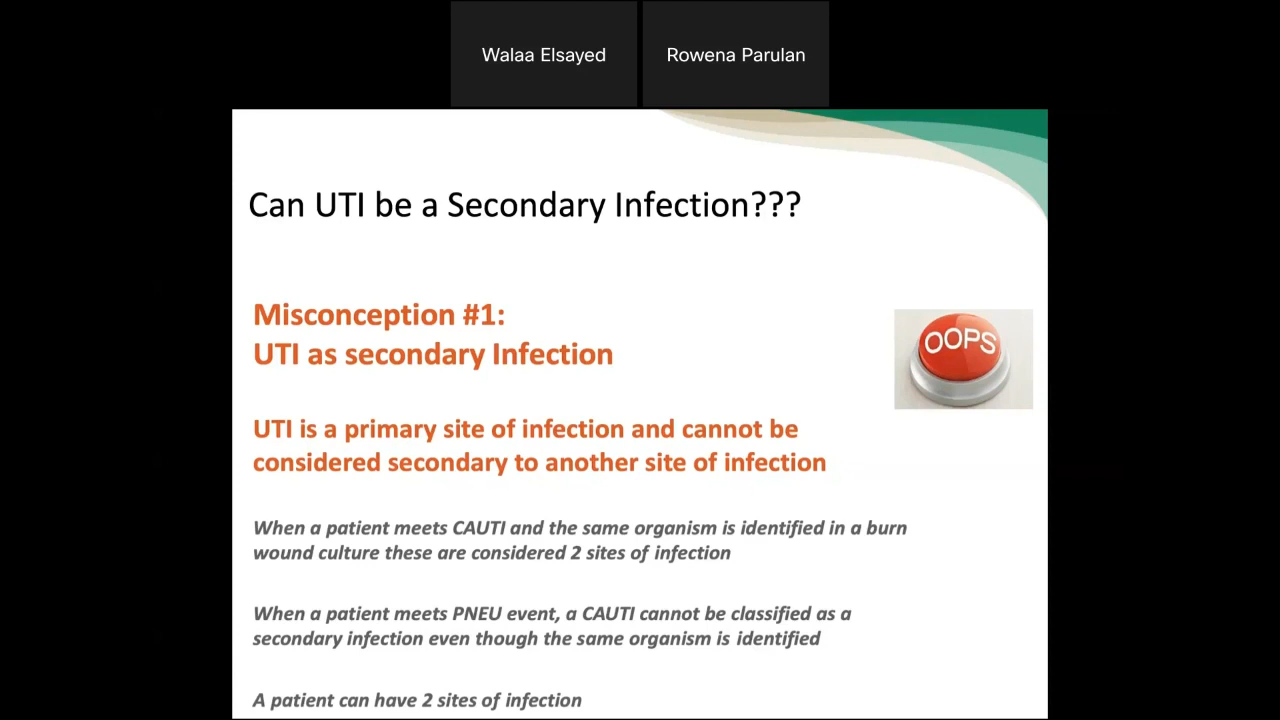 Walaa Elsayed
Rowena Parulan
Can UTI be a Secondary Infection???
Misconception #1:
UTI as secondary Infection
OOPS
UTI is a primary site of infection and cannot be
considered secondary to another site of infection
When a patient meets CAUTI and the same organism is identified in a burn
wound culture these are considered 2 sites of infection
When a patient meets PNEU event, a CAUTI cannot be classified as a
secondary infection even though the same organism is identified
A patient can have 2 sites of infection